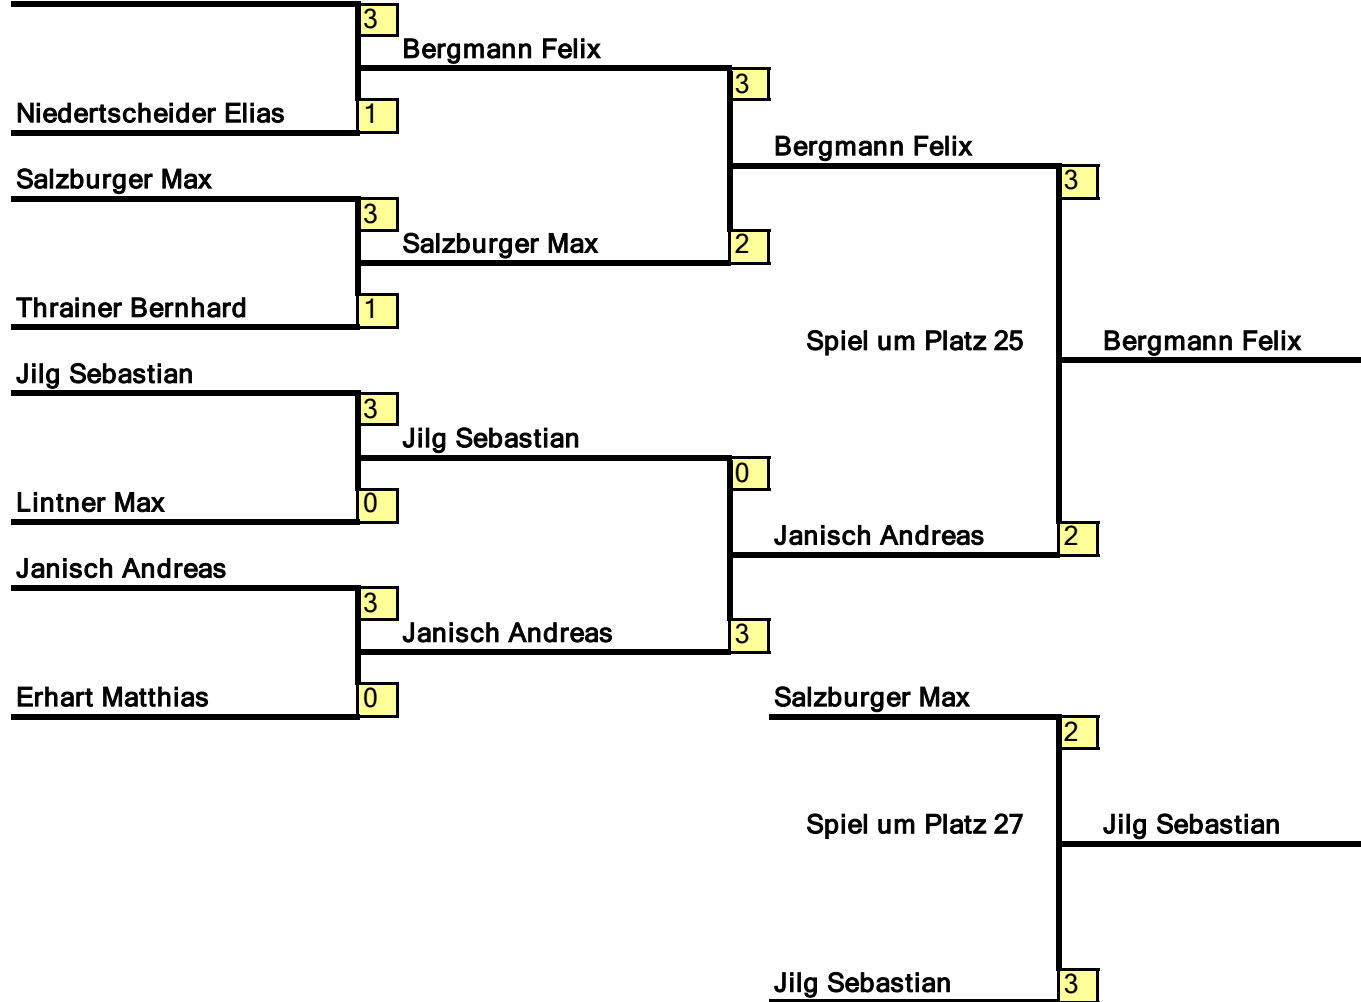 3
Bergmann Felix
3
Niedertscheider Elias
1
Bergmann Felix
Salzburger Max
3
3
Salzburger Max
2
Thrainer Bernhard
1
Spiel um Platz 25
Bergmann Felix
Jilg Sebastian
3
Jilg Sebastian
0
Lintner Max
0
Janisch Andreas
2
Janisch Andreas
3
Janisch Andreas
3
Erhart Matthias
0
Salzburger Max
2
Spiel um Platz 27
Jilg Sebastian
Jilg Sebastian
3